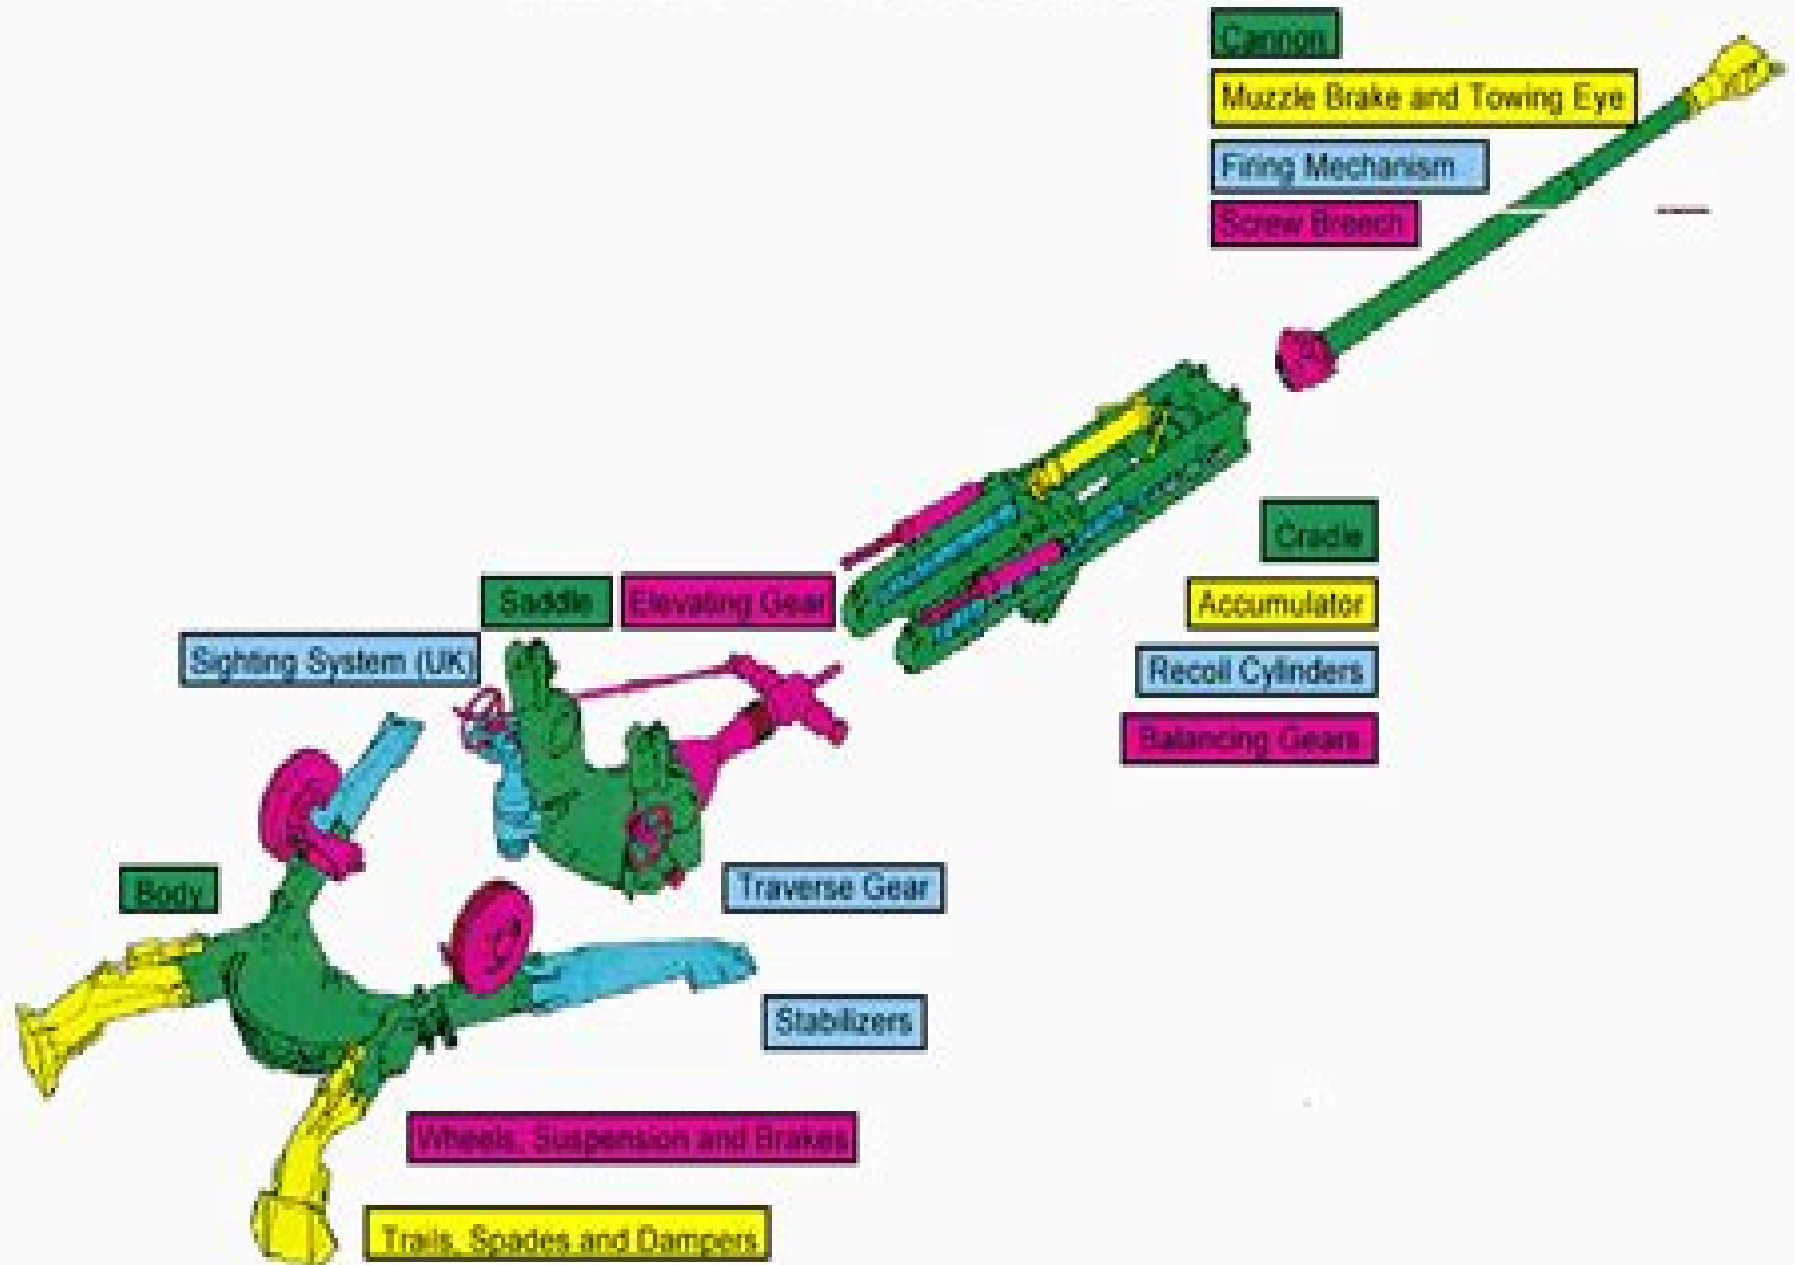 Cannon
Muzzle Brake and Towing Eye
Firing Mechanism
Screw Breech
Cradle
Accumulator
Recoil Cylinders
Balancing Gears
Saddle
Elevating Gear
Sighting System (UK)
Traverse Gear
Body
Stabilizers
Wheels, Suspension and Brakes
Trails, Spades and Dampers